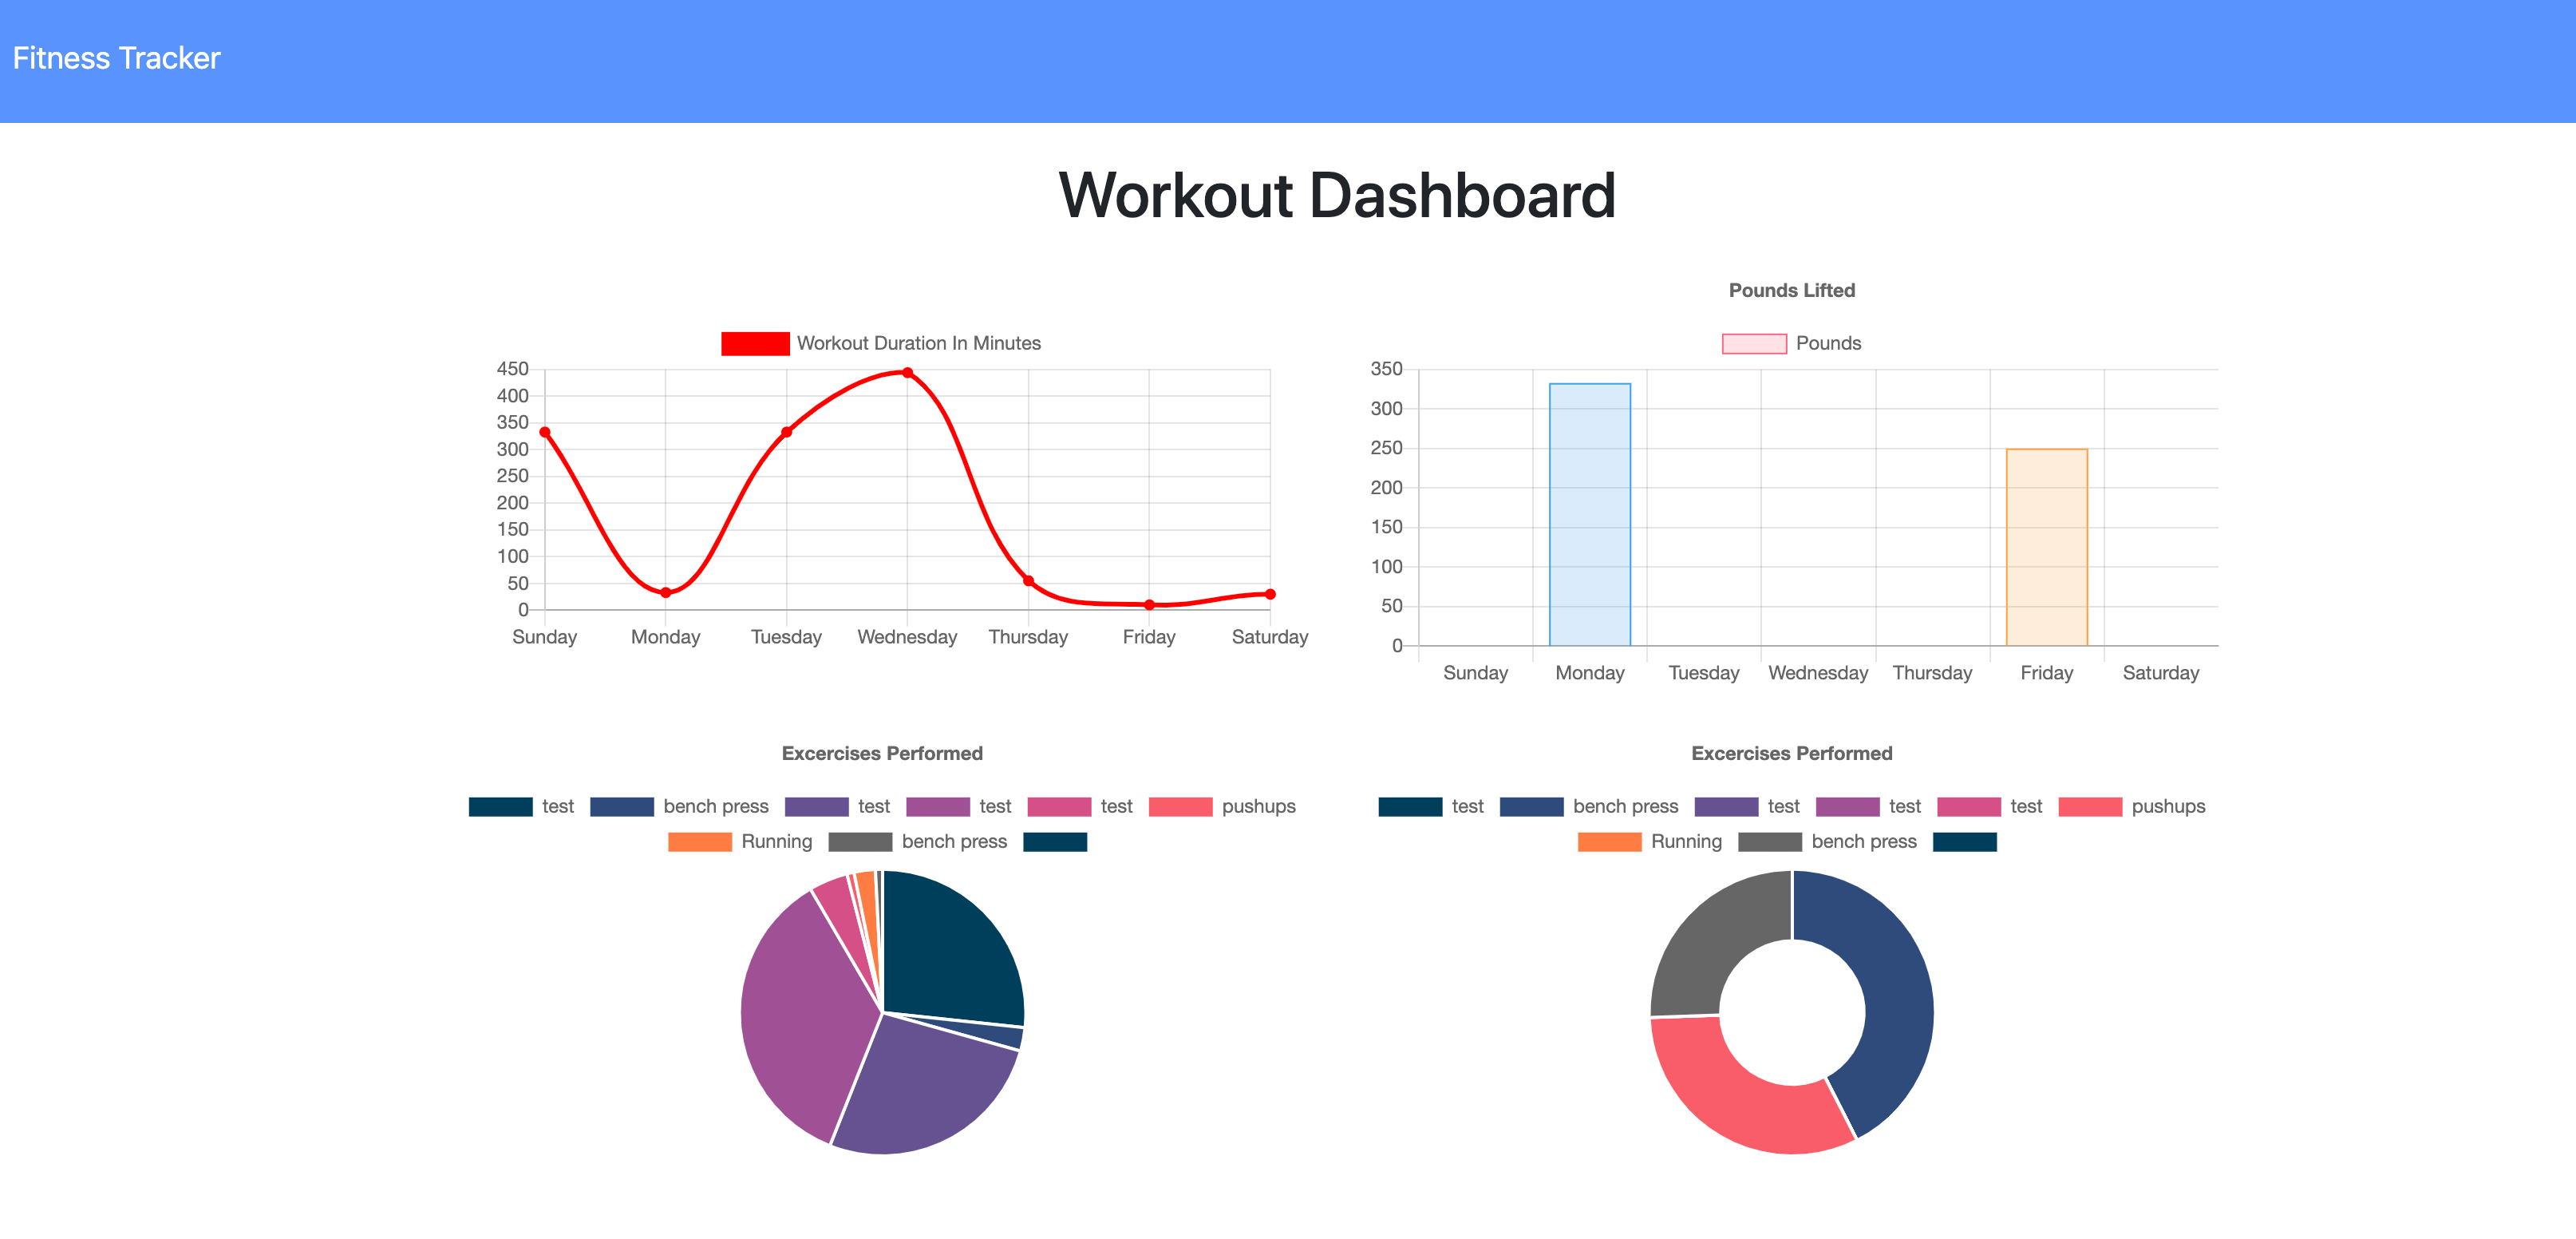 Fitness Tracker
Workout Dashboard
Workout Duration In Minutes
450
400
350
300
250
200
150
100
50
0
Sunday Monday Tuesday Wednesday Thursday Friday Saturday
Pounds Lifted
Pounds
350
300
250
200
150
100
50
0
Sunday Monday Tuesday Wednesday Thursday Friday Saturday
Excercises Performed
test bench press test test test pushups
Running bench press
Excercises Performed
test bench press test test test pushups
Running bench press